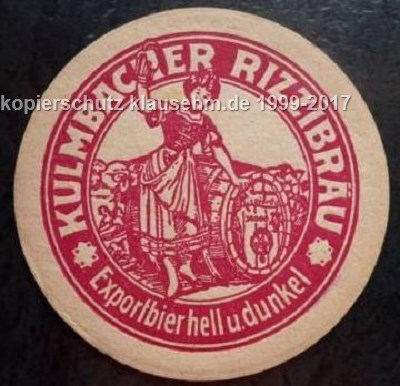 KULMBACHER RIZZIBRÄU
kopierschutz klausehm.de 1999-2017
Exportbier hell u. dunkel